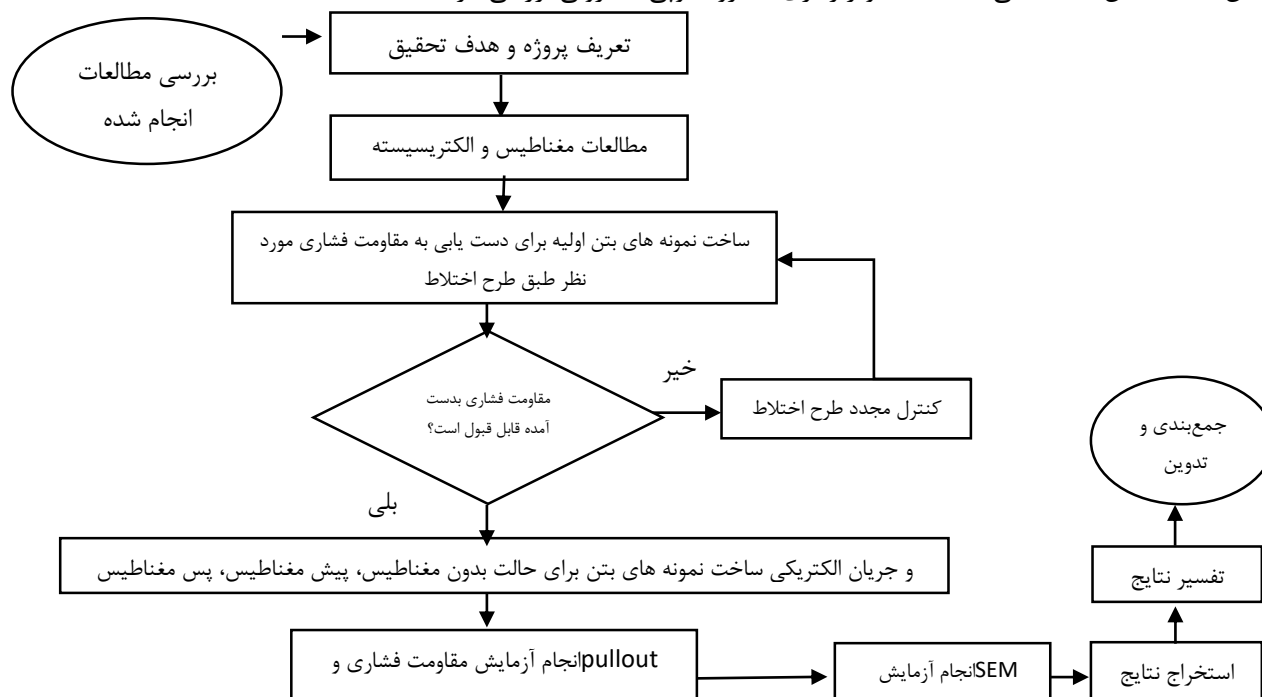 بررسی مطالعات
انجام شده
تعریف پروژه و هدف تحقیق
مطالعات مغناطیس و الکتریسیسته
ساخت نمونه های بتن اولیه برای دست یابی به مقاومت فشاری مورد
نظر طبق طرح اختلاط
مقاومت فشاری بدست
آمده قابل قبول است؟
خیر
کنترل مجدد طرح اختلاط
بلی
و جریان الکتریکی ساخت نمونه های بتن برای حالت بدون مغناطیس، پیش مغناطیس، پس مغناطیس
pulloutانجام آزمایش مقاومت فشاری و
SEMانجام آزمایش
استخراج نتایج
تفسیر نتایج
جمع‌بندی و
تدوین